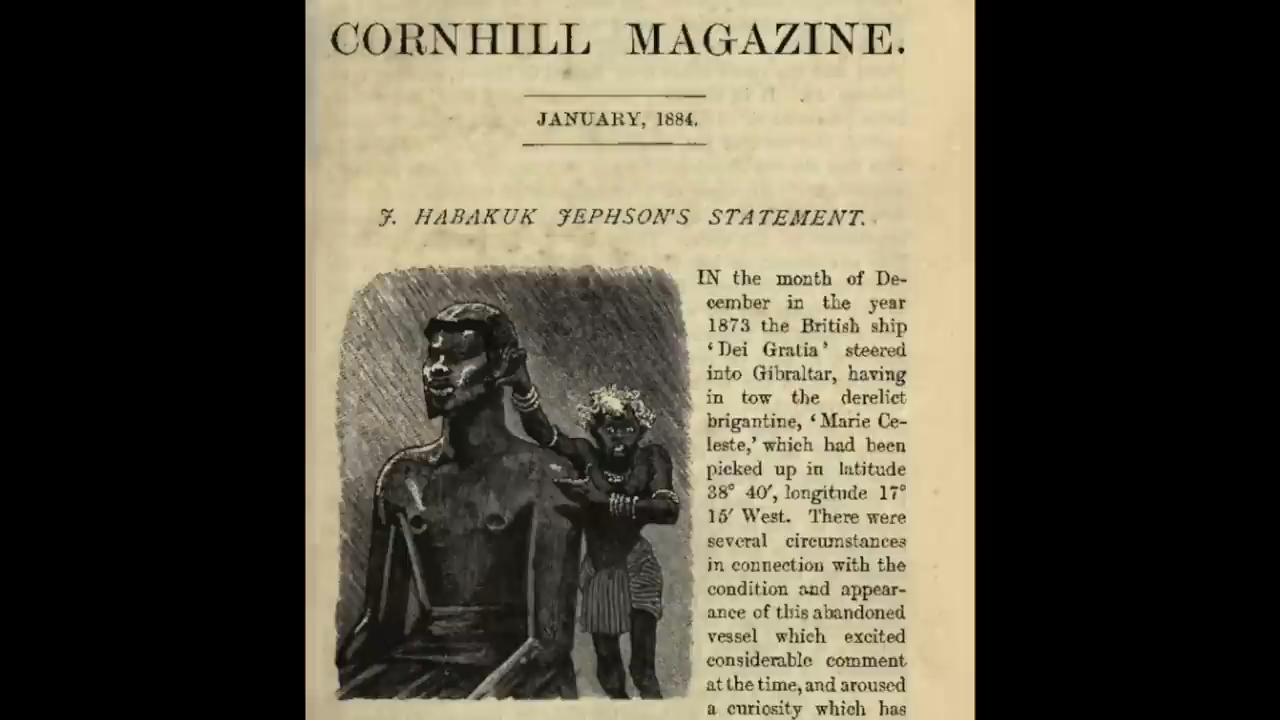 CORNHILL MAGAZINE.
JANUARY, 1884.
J. HABAKUK JEPHSON'S STATEMENT.
IN the month of De-
cember in the year
1873 the British ship
‘Dei Gratia’ steered
into Gibraltar, having
in tow the derelict
brigantine, ‘Marie Ce-
leste,’ which had been
picked up in latitude
38° 40′, longitude 17°
15′ West. There were
several circumstances
in connection with the
condition and appear-
ance of this abandoned
vessel which excited
considerable comment
at the time, and aroused
a curiosity which has